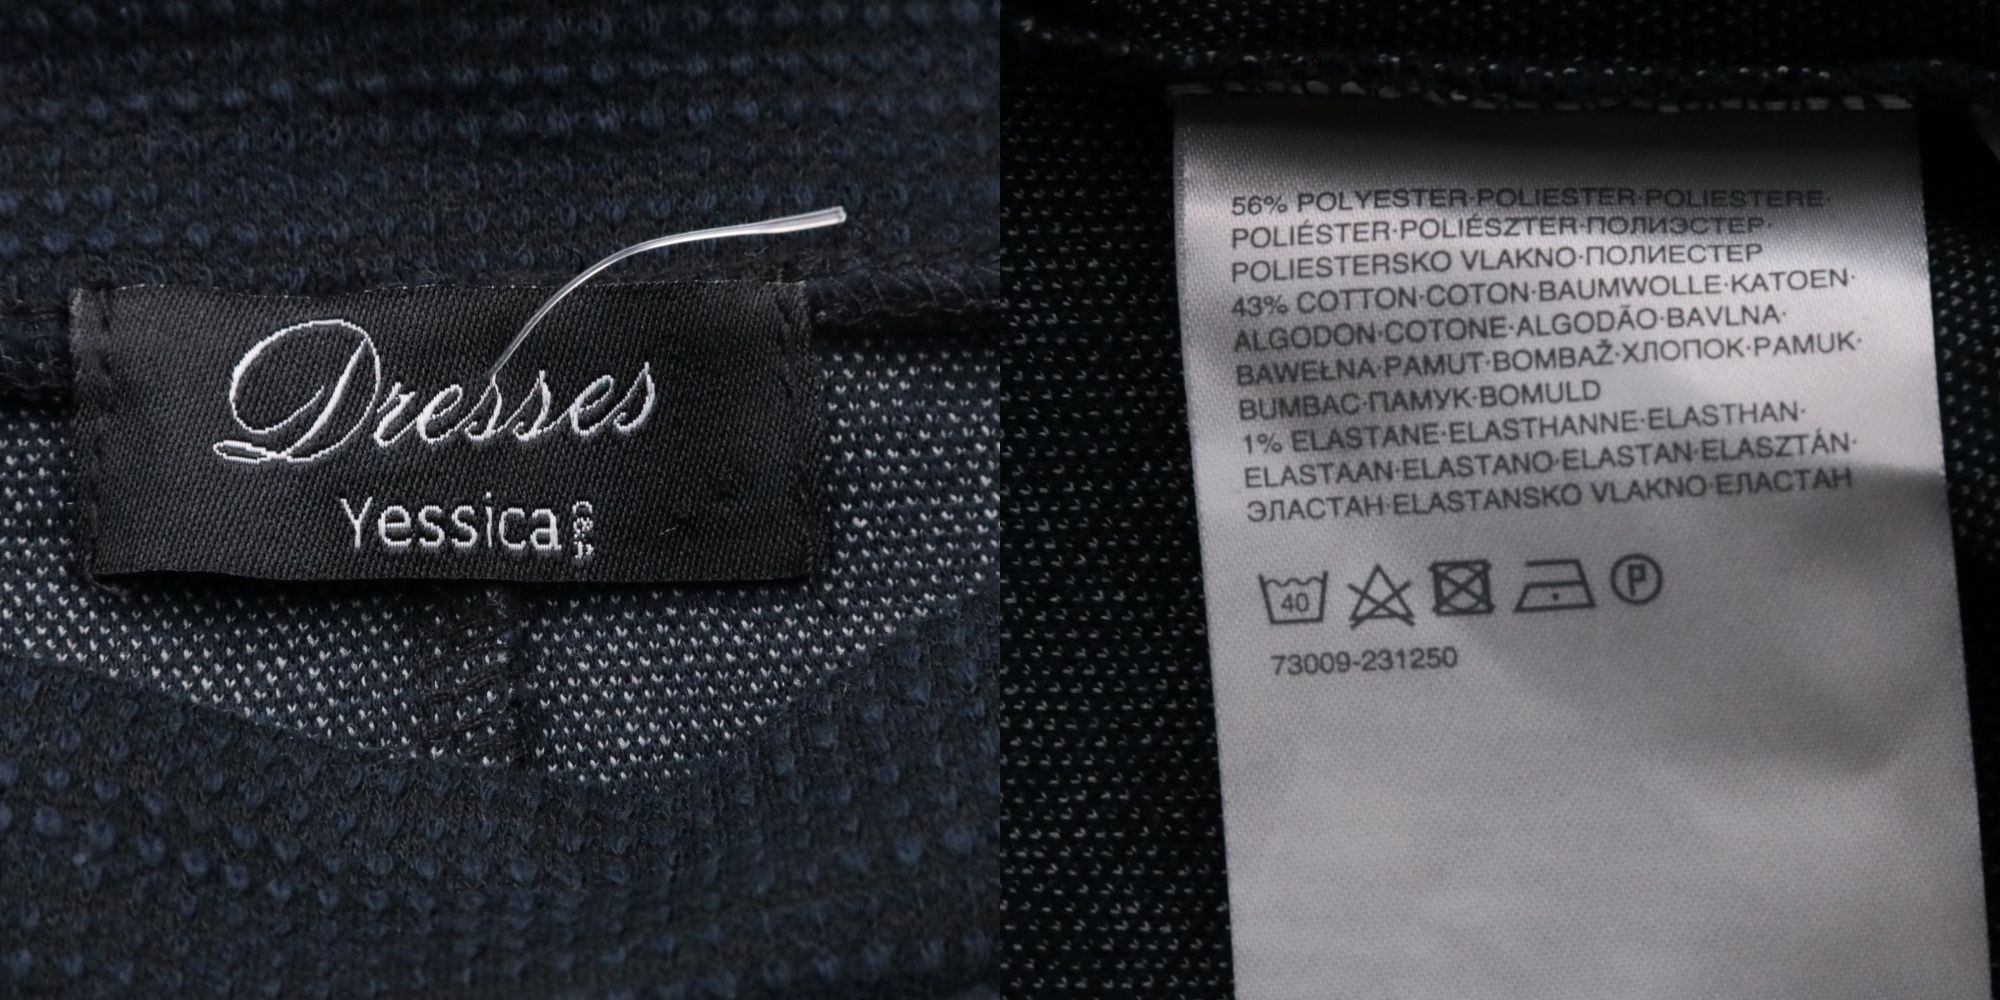 Dresses
Yessica
C&A
56% POLYESTER·POLIESTER·POLIESTERE·
POLIÉSTER·POLIÉSZTER·ПОЛИЭСТЕР·
POLIESTERSKO VLAKNO·ПОЛИЕСТЕР
43% COTTON·COTON·BAUMWOLLE·KATOEN·
ALGODON·COTONE·ALGODÃO·BAVLNA·
BAWEŁNA·PAMUT·BOMBAŽ·ХЛОПОК·PAMUK·
BUMBAC·ПАМУК·BOMULD
1% ELASTANE·ELASTHANNE·ELASTHAN·
ELASTAAN·ELASTANO·ELASTAN·ELASZTÁN·
ЭЛАСТАН·ELASTANSKO VLAKNO·ЕЛАСТАН
40 P
73009-231250